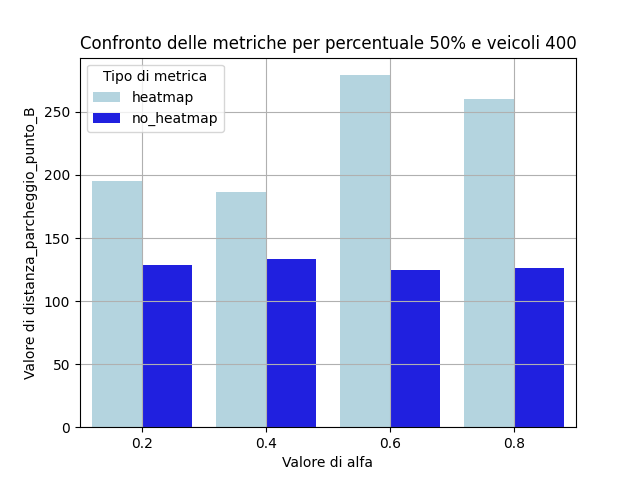 Confronto delle metriche per percentuale 50% e veicoli 400
Tipo di metrica
heatmap
no_heatmap
Valore di distanza_parcheggio_punto_B
250
200
150
100
50
0
0.2
0.4
0.6
0.8
Valore di alfa